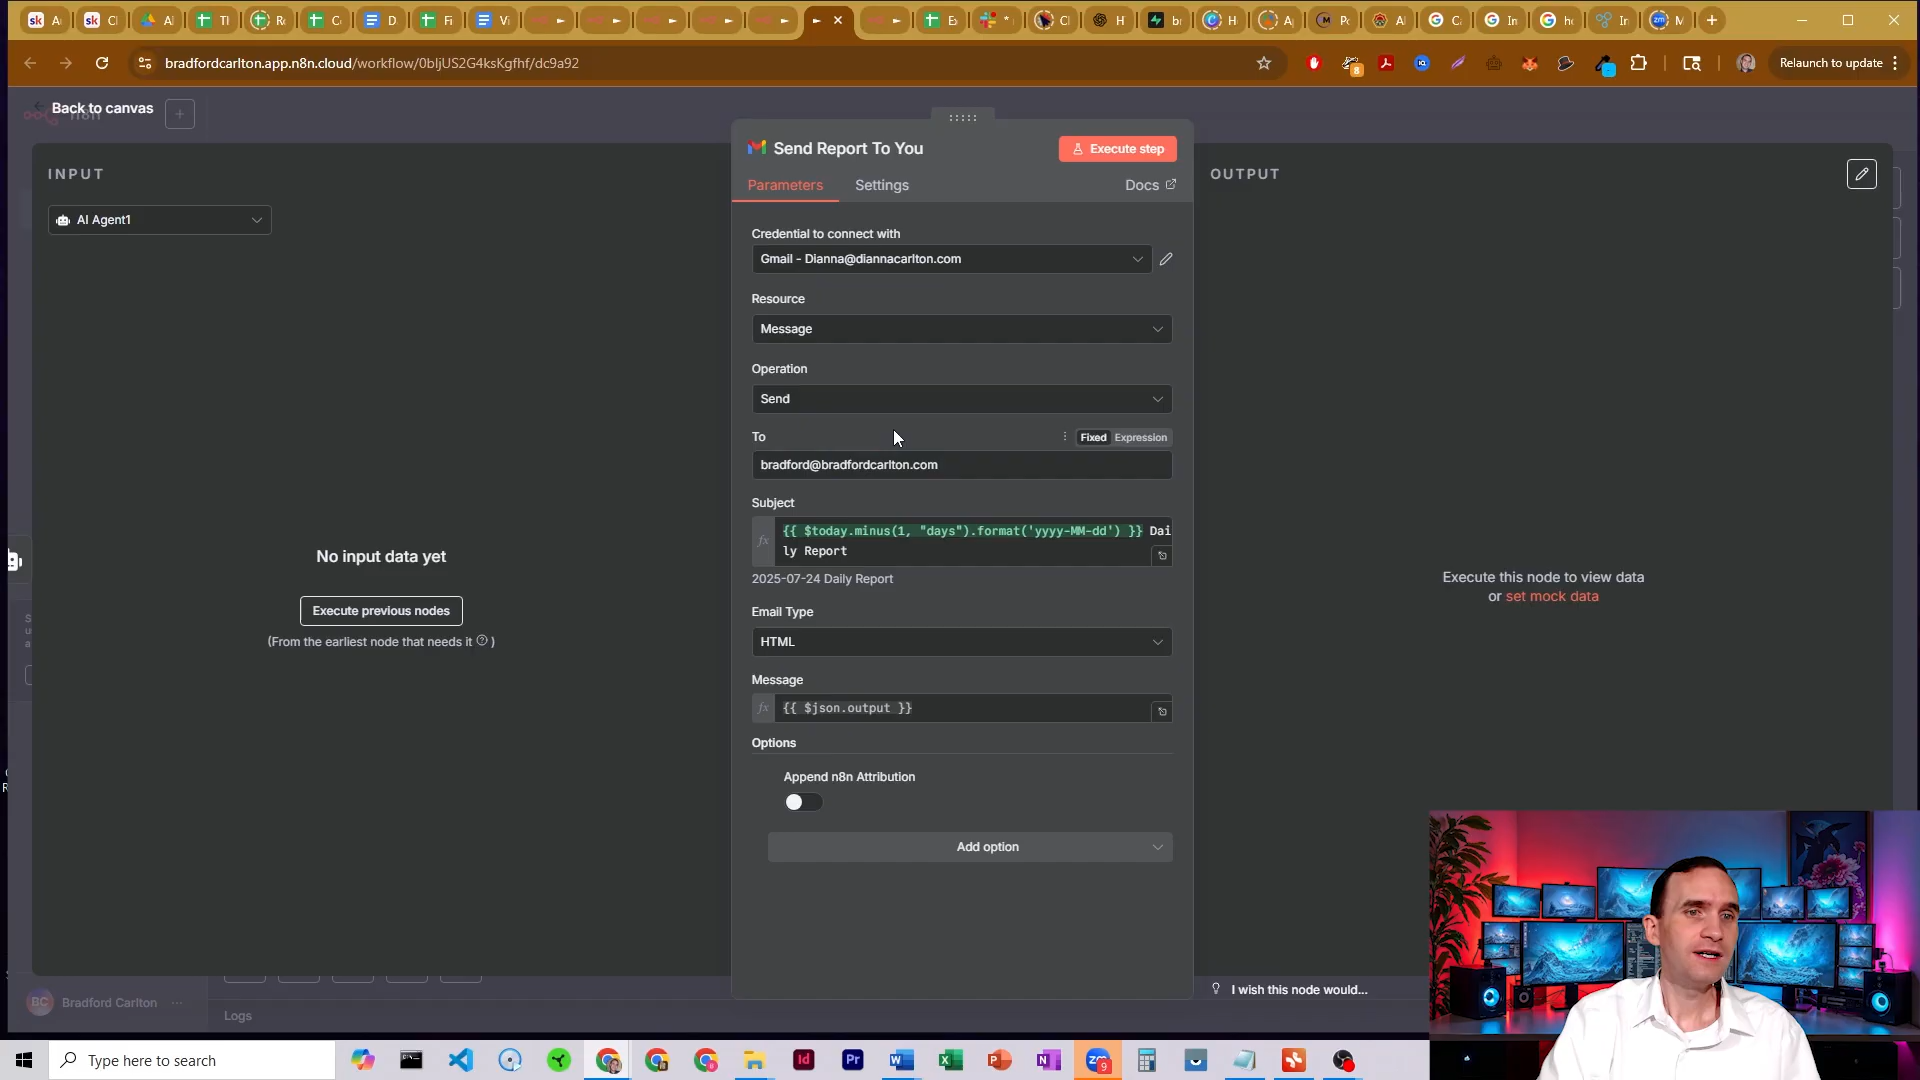 bradfordcarlton.app.n8n.cloud/workflow/0bIjUS2G4ksKgfhf/dc9a92
Relaunch to update
Back to canvas
INPUT
AI Agent1
No input data yet
Execute previous nodes
(From the earliest node that needs it ? )
Send Report To You
Execute step
Parameters
Settings
Docs
Credential to connect with
Gmail - Dianna@diannacarlton.com
Resource
Message
Operation
Send
To
Fixed
Expression
bradford@bradfordcarlton.com
Subject
fx
{{ $today.minus(1, "days").format('yyyy-MM-dd') }} Dai
ly Report
2025-07-24 Daily Report
Email Type
HTML
Message
fx
{{ $json.output }}
Options
Append n8n Attribution
Add option
OUTPUT
Execute this node to view data
or set mock data
I wish this node would...
BC
Bradford Carlton
Logs
Type here to search